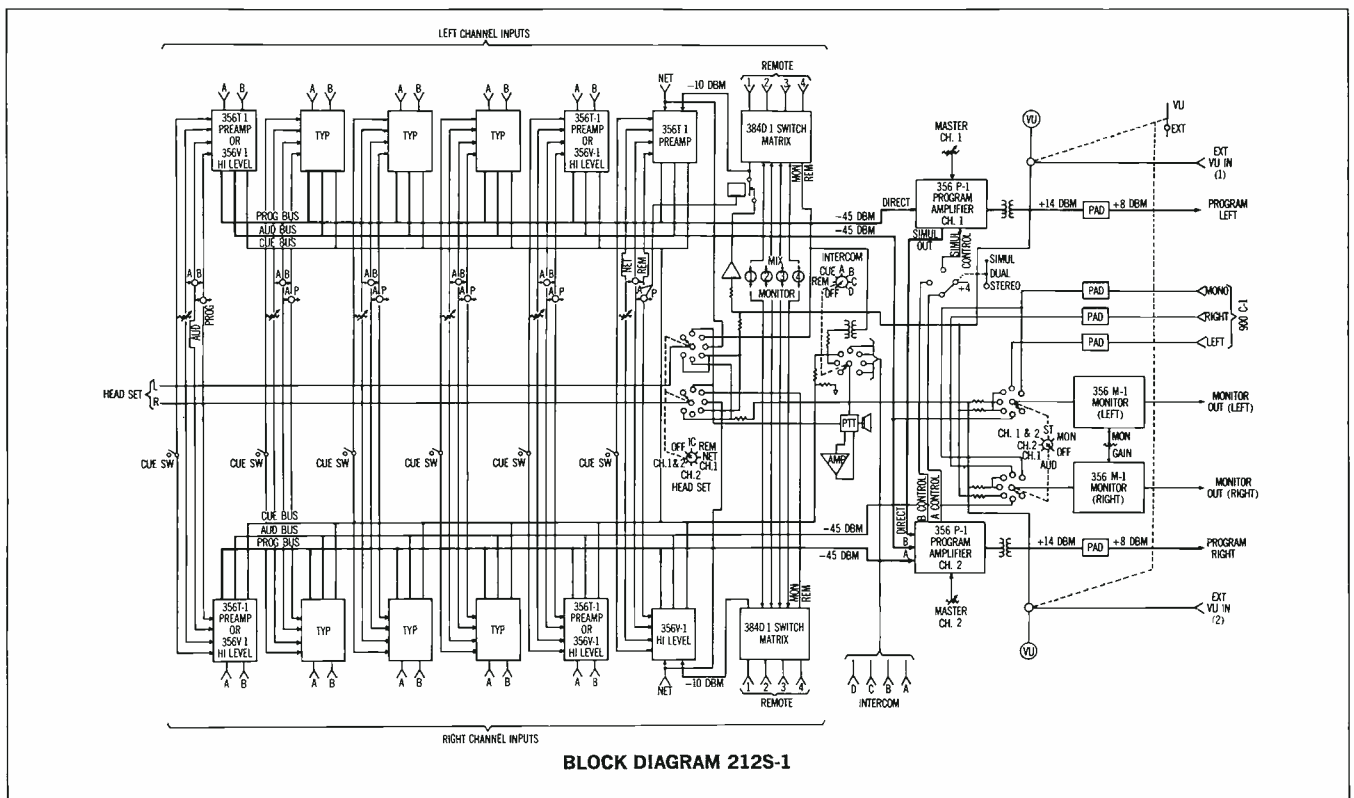 LEFT CHANNEL INPUTS
REMOTE
1 2 3 4
NET
-10 DBM
A B
A B
A B
A B
A B
356T 1
PREAMP
OR
356V-1
HI LEVEL
TYP
TYP
TYP
356T-1
PREAMP
OR
356V-1
HI LEVEL
356T 1
PREAMP
384D 1 SWITCH
MATRIX
MON
REM
VU
VU
EXT
EXT
VU IN
(1)
MASTER
CH. 1
356 P-1
PROGRAM
AMPLIFIER
CH. 1
DIRECT
-45 DBM
-45 DBM
+14 DBM
PAD
+8 DBM
PROGRAM
LEFT
PROG BUS
AUD BUS
CUE BUS
SIMUL
OUT
SIMUL
CONTROL
SIMUL
DUAL
STEREO
+4
A B
A P
A B
A P
A B
A P
A B
A P
A B
A P
AUD
PROG
NET
REM
A P
MIX
1 2 3 4
MONITOR
INTERCOM
CUE A B
REM C
OFF D
PAD
MONO
PAD
RIGHT
PAD
LEFT
900 C-1
HEAD SET
L
R
356 M-1
MONITOR
(LEFT)
MONITOR
OUT (LEFT)
PTT
AMP
CH. 1 & 2 ST
CH.2 MON
CH.1 OFF
AUD
MON
GAIN
CUE SW
CUE SW
CUE SW
CUE SW
CUE SW
CUE SW
OFF IC REM
NET
CH.1 & 2 CH.1
CH.2
HEAD SET
356 M-1
MONITOR
(RIGHT)
MONITOR
OUT (RIGHT)
CUE BUS
AUD BUS
PROG BUS
-45 DBM
-45 DBM
DIRECT
B CONTROL
A CONTROL
B
A
356 P-1
PROGRAM
AMPLIFIER
CH. 2
+14 DBM
PAD
+8 DBM
PROGRAM
RIGHT
MASTER
CH. 2
EXT
VU IN
(2)
VU
356T-1
PREAMP
OR
356V-1
HI LEVEL
TYP
TYP
TYP
356T-1
PREAMP
OR
356V-1
HI LEVEL
356V-1
HI LEVEL
MON
REM
384D 1 SWITCH
MATRIX
A B
A B
A B
A B
A B
NET
-10 DBM
1 2 3 4
REMOTE
D C B A
INTERCOM
RIGHT CHANNEL INPUTS
BLOCK DIAGRAM 212S-1